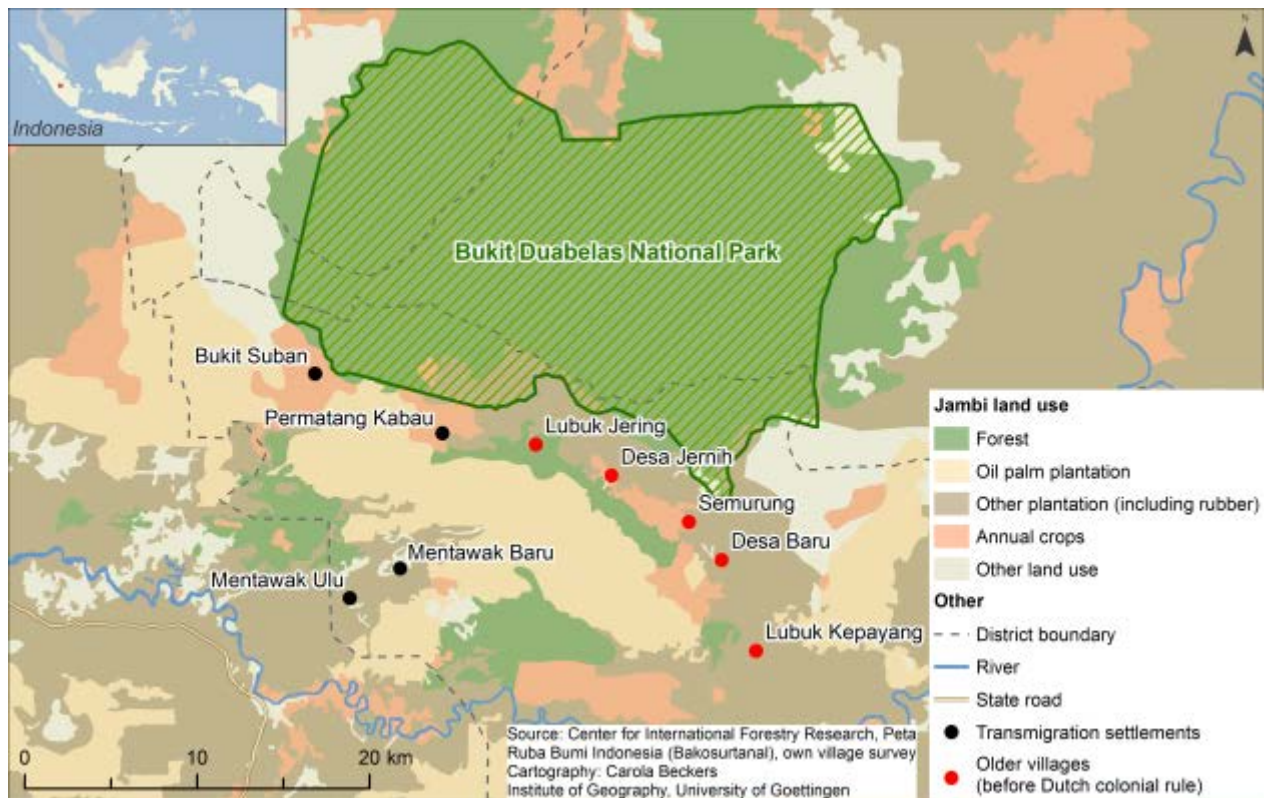 N
Indonesia
Bukit Duabelas National Park
Bukit Suban
Permatang Kabau
Lubuk Jering
Desa Jernih
Semurung
Desa Baru
Mentawak Baru
Mentawak Ulu
Lubuk Kepayang
Jambi land use
Forest
Oil palm plantation
Other plantation (including rubber)
Annual crops
Other land use
Other
District boundary
River
State road
Transmigration settlements
Older villages
(before Dutch colonial rule)
0 10 20 km
Source: Center for International Forestry Research, Peta
Ruba Bumi Indonesia (Bakosurtanal), own village survey
Cartography: Carola Beckers
Institute of Geography, University of Goettingen